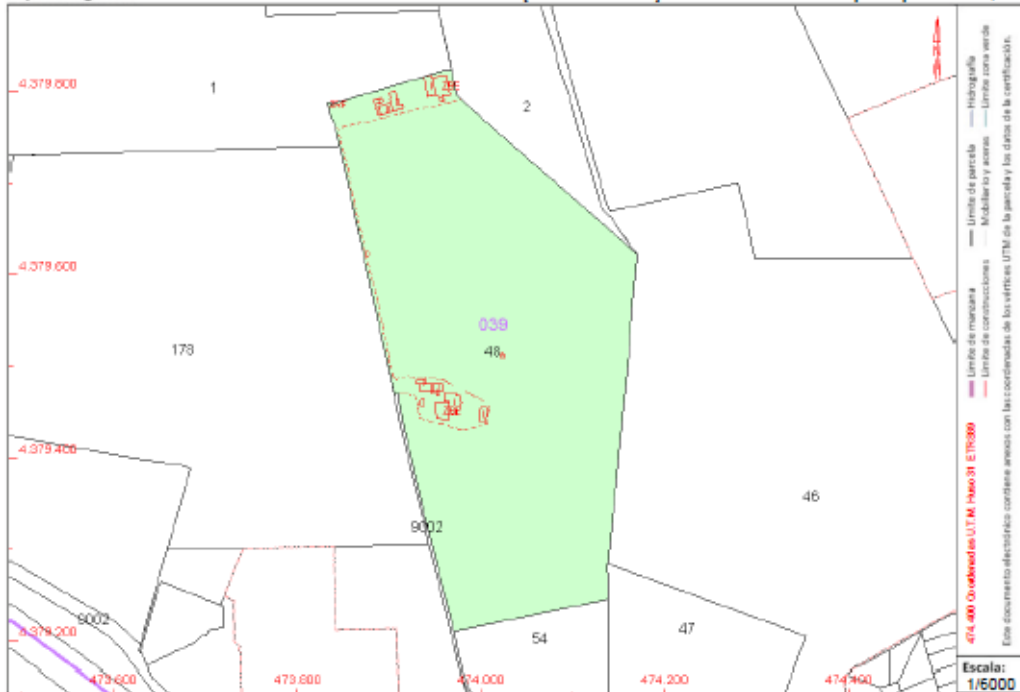 4.379.800
1
2
4.379.600
039
48
178
4.379.400
46
9002
9002
4.379.200
54
47
473.600
473.800
474.000
474.200
474.400
Hidrografía
Límite zona verde
Límite de parcela
Mobiliario y aceras
Límite de manzana
Límite de construcciones
474.400 Coordenadas U.T.M. Huso 31 ETRS89
Este documento electrónico contiene anexos con las coordenadas de los vértices UTM de la parcela y los datos de la certificación.
Escala:
1/6000